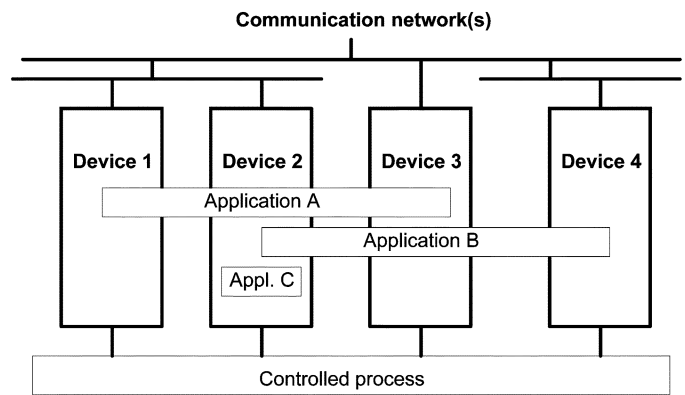 Communication network(s)
Device 1
Device 2
Device 3
Device 4
Application A
Application B
Appl. C
Controlled process